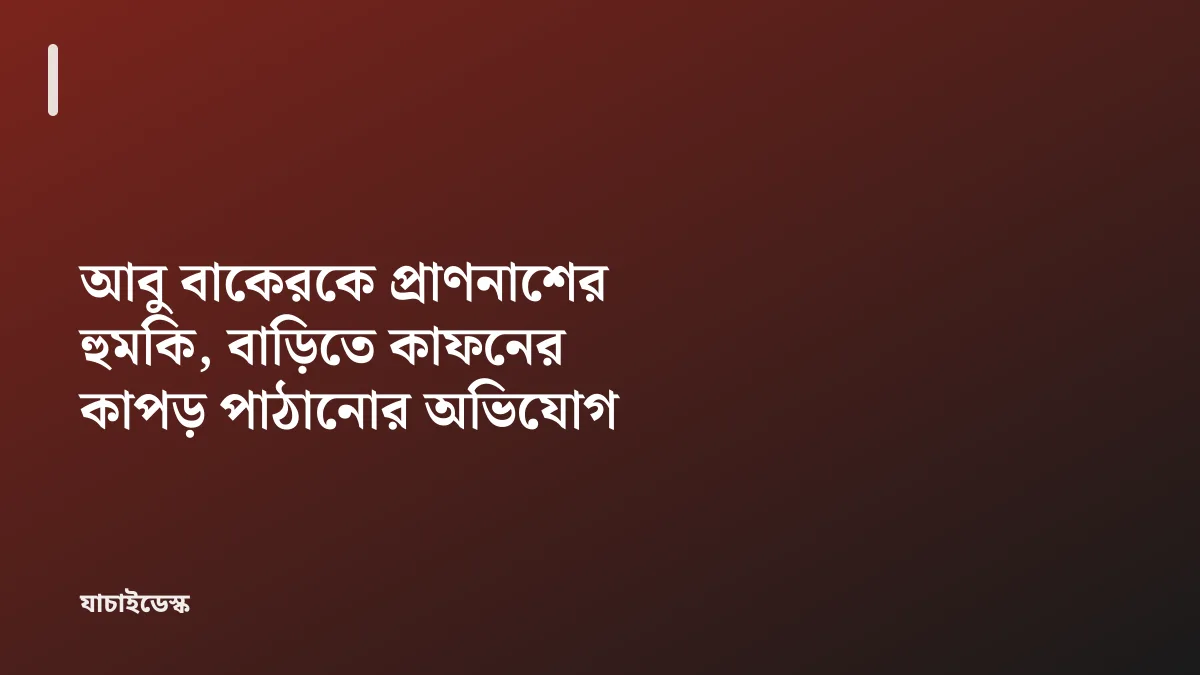 আবু বাকেরকে প্রাণনাশের
হুমকি, বাড়িতে কাফনের
কাপড় পাঠানোর অভিযোগ
যাচাইডেস্ক